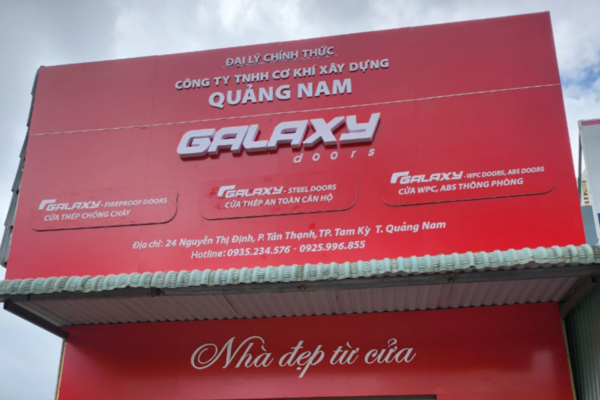 ĐẠI LÝ CHÍNH THỨC
CÔNG TY TNHH CƠ KHÍ XÂY DỰNG
QUẢNG NAM
GALAXY
doors
GALAXY - FIREPROOF DOORS
CỬA THÉP CHỐNG CHÁY
GALAXY - STEEL DOORS
CỬA THÉP AN TOÀN CĂN HỘ
GALAXY - WPC DOORS, ABS DOORS
CỬA WPC, ABS THÔNG PHÒNG
Địa chỉ: 24 Nguyễn Thị Định, P. Tân Thạnh, TP. Tam Kỳ T. Quảng Nam
Hotline: 0935.234.576 - 0925.996.855
Nhà đẹp từ cửa